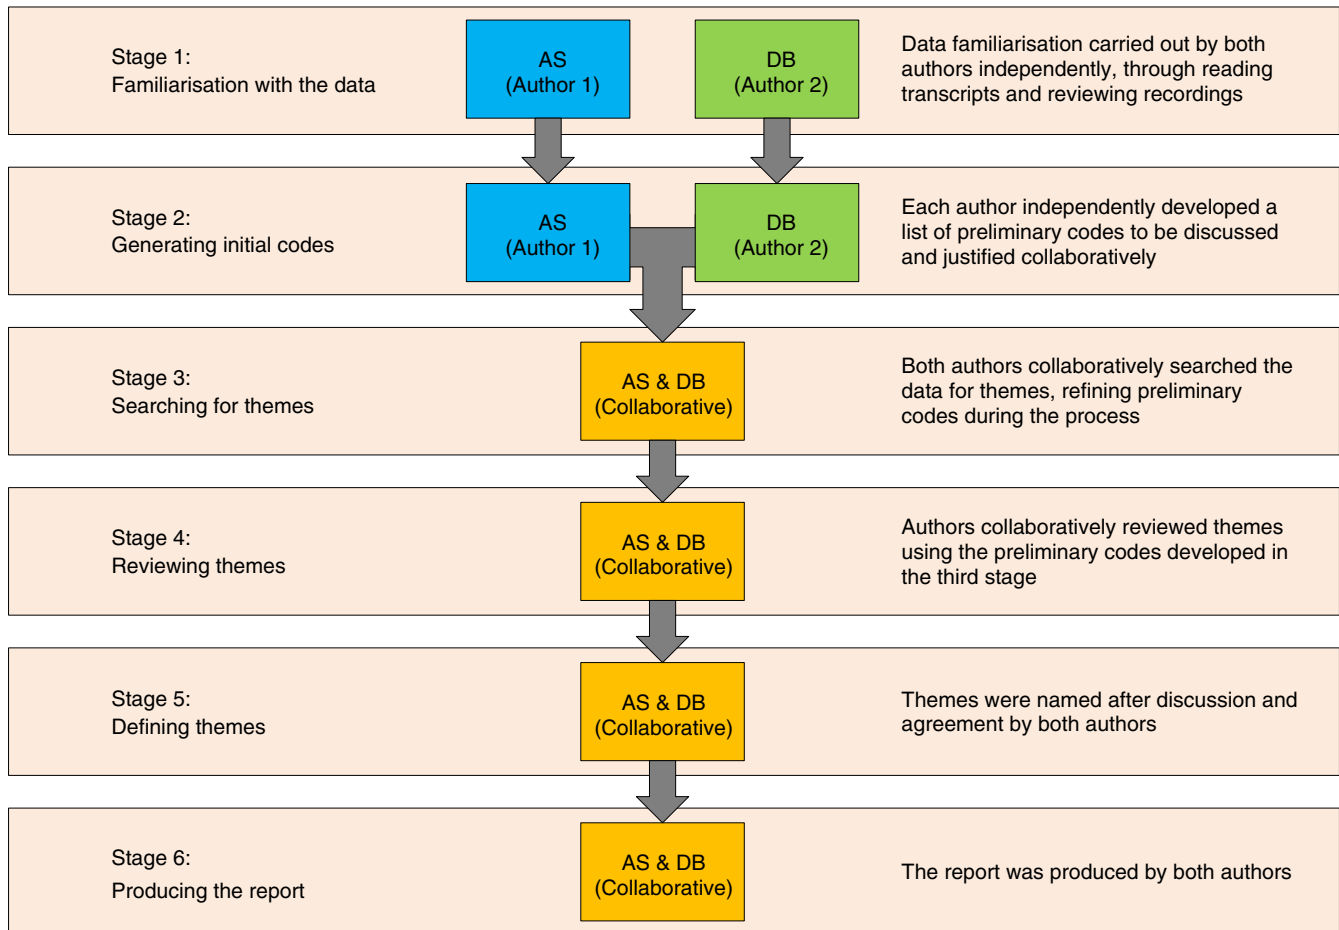 Stage 1:
Familiarisation with the data
AS
(Author 1)
DB
(Author 2)
Data familiarisation carried out by both
authors independently, through reading
transcripts and reviewing recordings
Stage 2:
Generating initial codes
AS
(Author 1)
DB
(Author 2)
Each author independently developed a
list of preliminary codes to be discussed
and justified collaboratively
Stage 3:
Searching for themes
AS & DB
(Collaborative)
Both authors collaboratively searched the
data for themes, refining preliminary
codes during the process
Stage 4:
Reviewing themes
AS & DB
(Collaborative)
Authors collaboratively reviewed themes
using the preliminary codes developed in
the third stage
Stage 5:
Defining themes
AS & DB
(Collaborative)
Themes were named after discussion and
agreement by both authors
Stage 6:
Producing the report
AS & DB
(Collaborative)
The report was produced by both authors